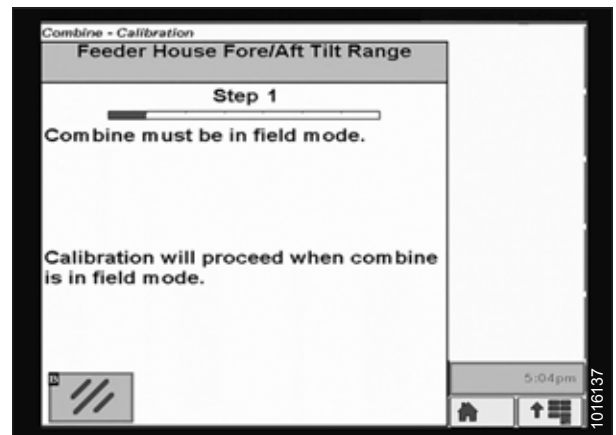 Combine - Calibration
Feeder House Fore/Aft Tilt Range
Step 1
Combine must be in field mode.
Calibration will proceed when combine
is in field mode.
5:04pm
1016137